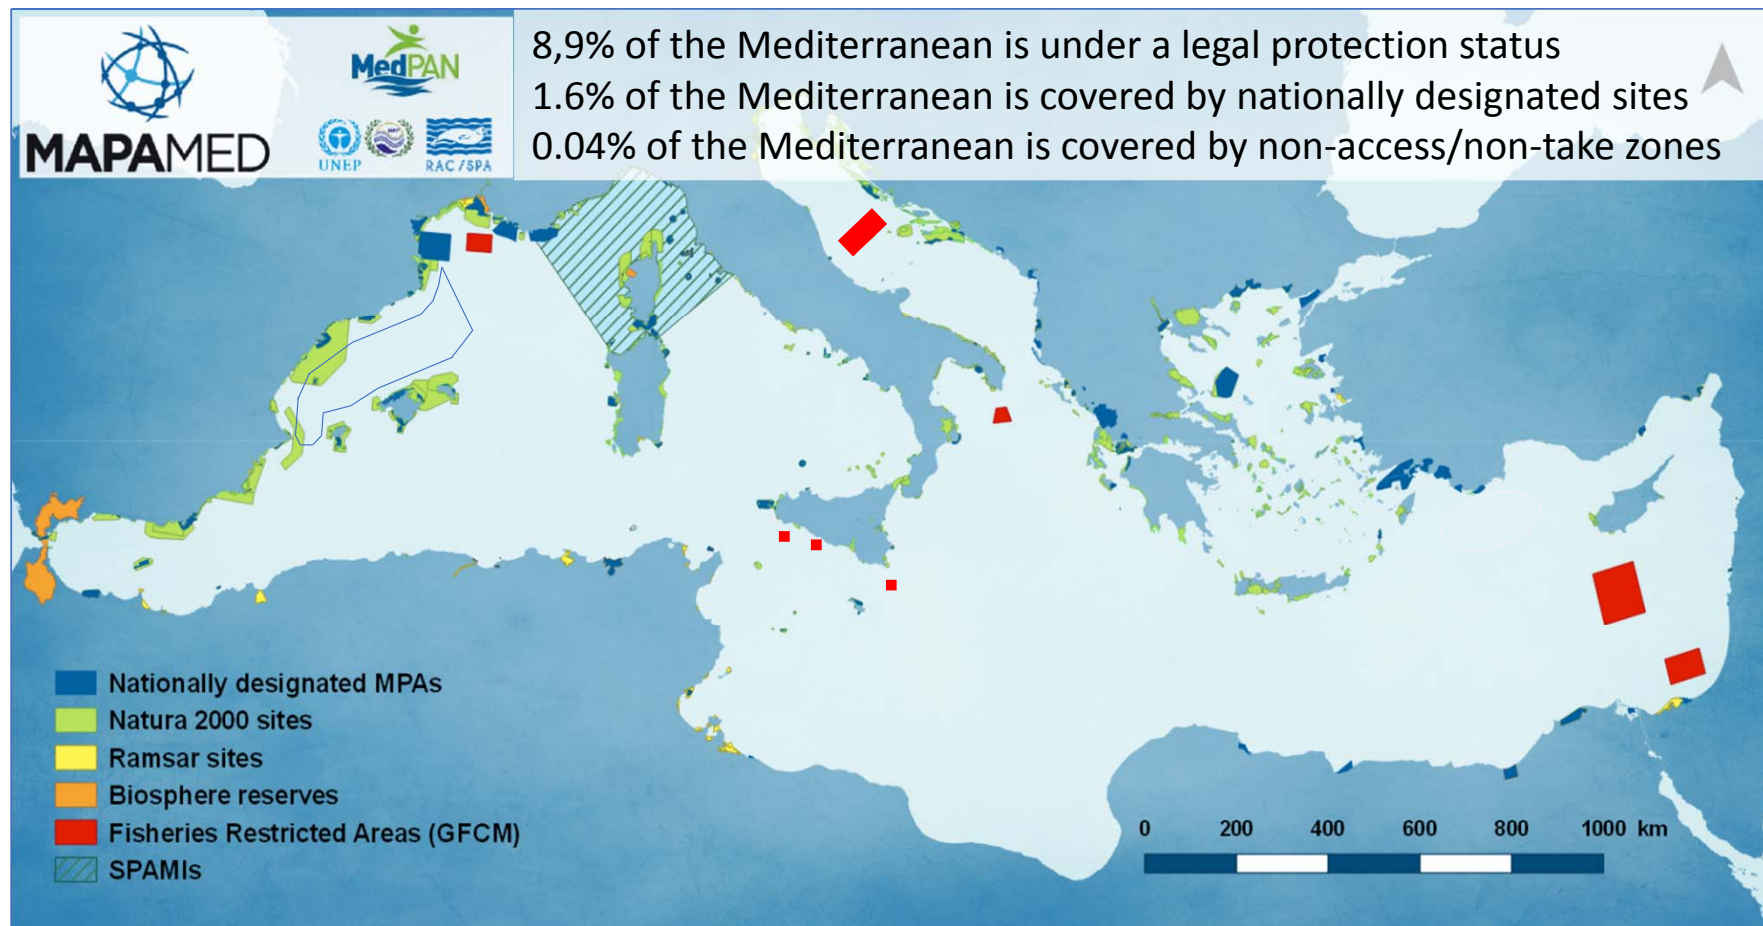 8,9% of the Mediterranean is under a legal protection status
1.6% of the Mediterranean is covered by nationally designated sites
0.04% of the Mediterranean is covered by non-access/non-take zones
MAPAMED
MedPAN
UNEP
MAP
RAC/SPA
Nationally designated MPAs
Natura 2000 sites
Ramsar sites
Biosphere reserves
Fisheries Restricted Areas (GFCM)
SPAMIs
0 200 400 600 800 1000 km